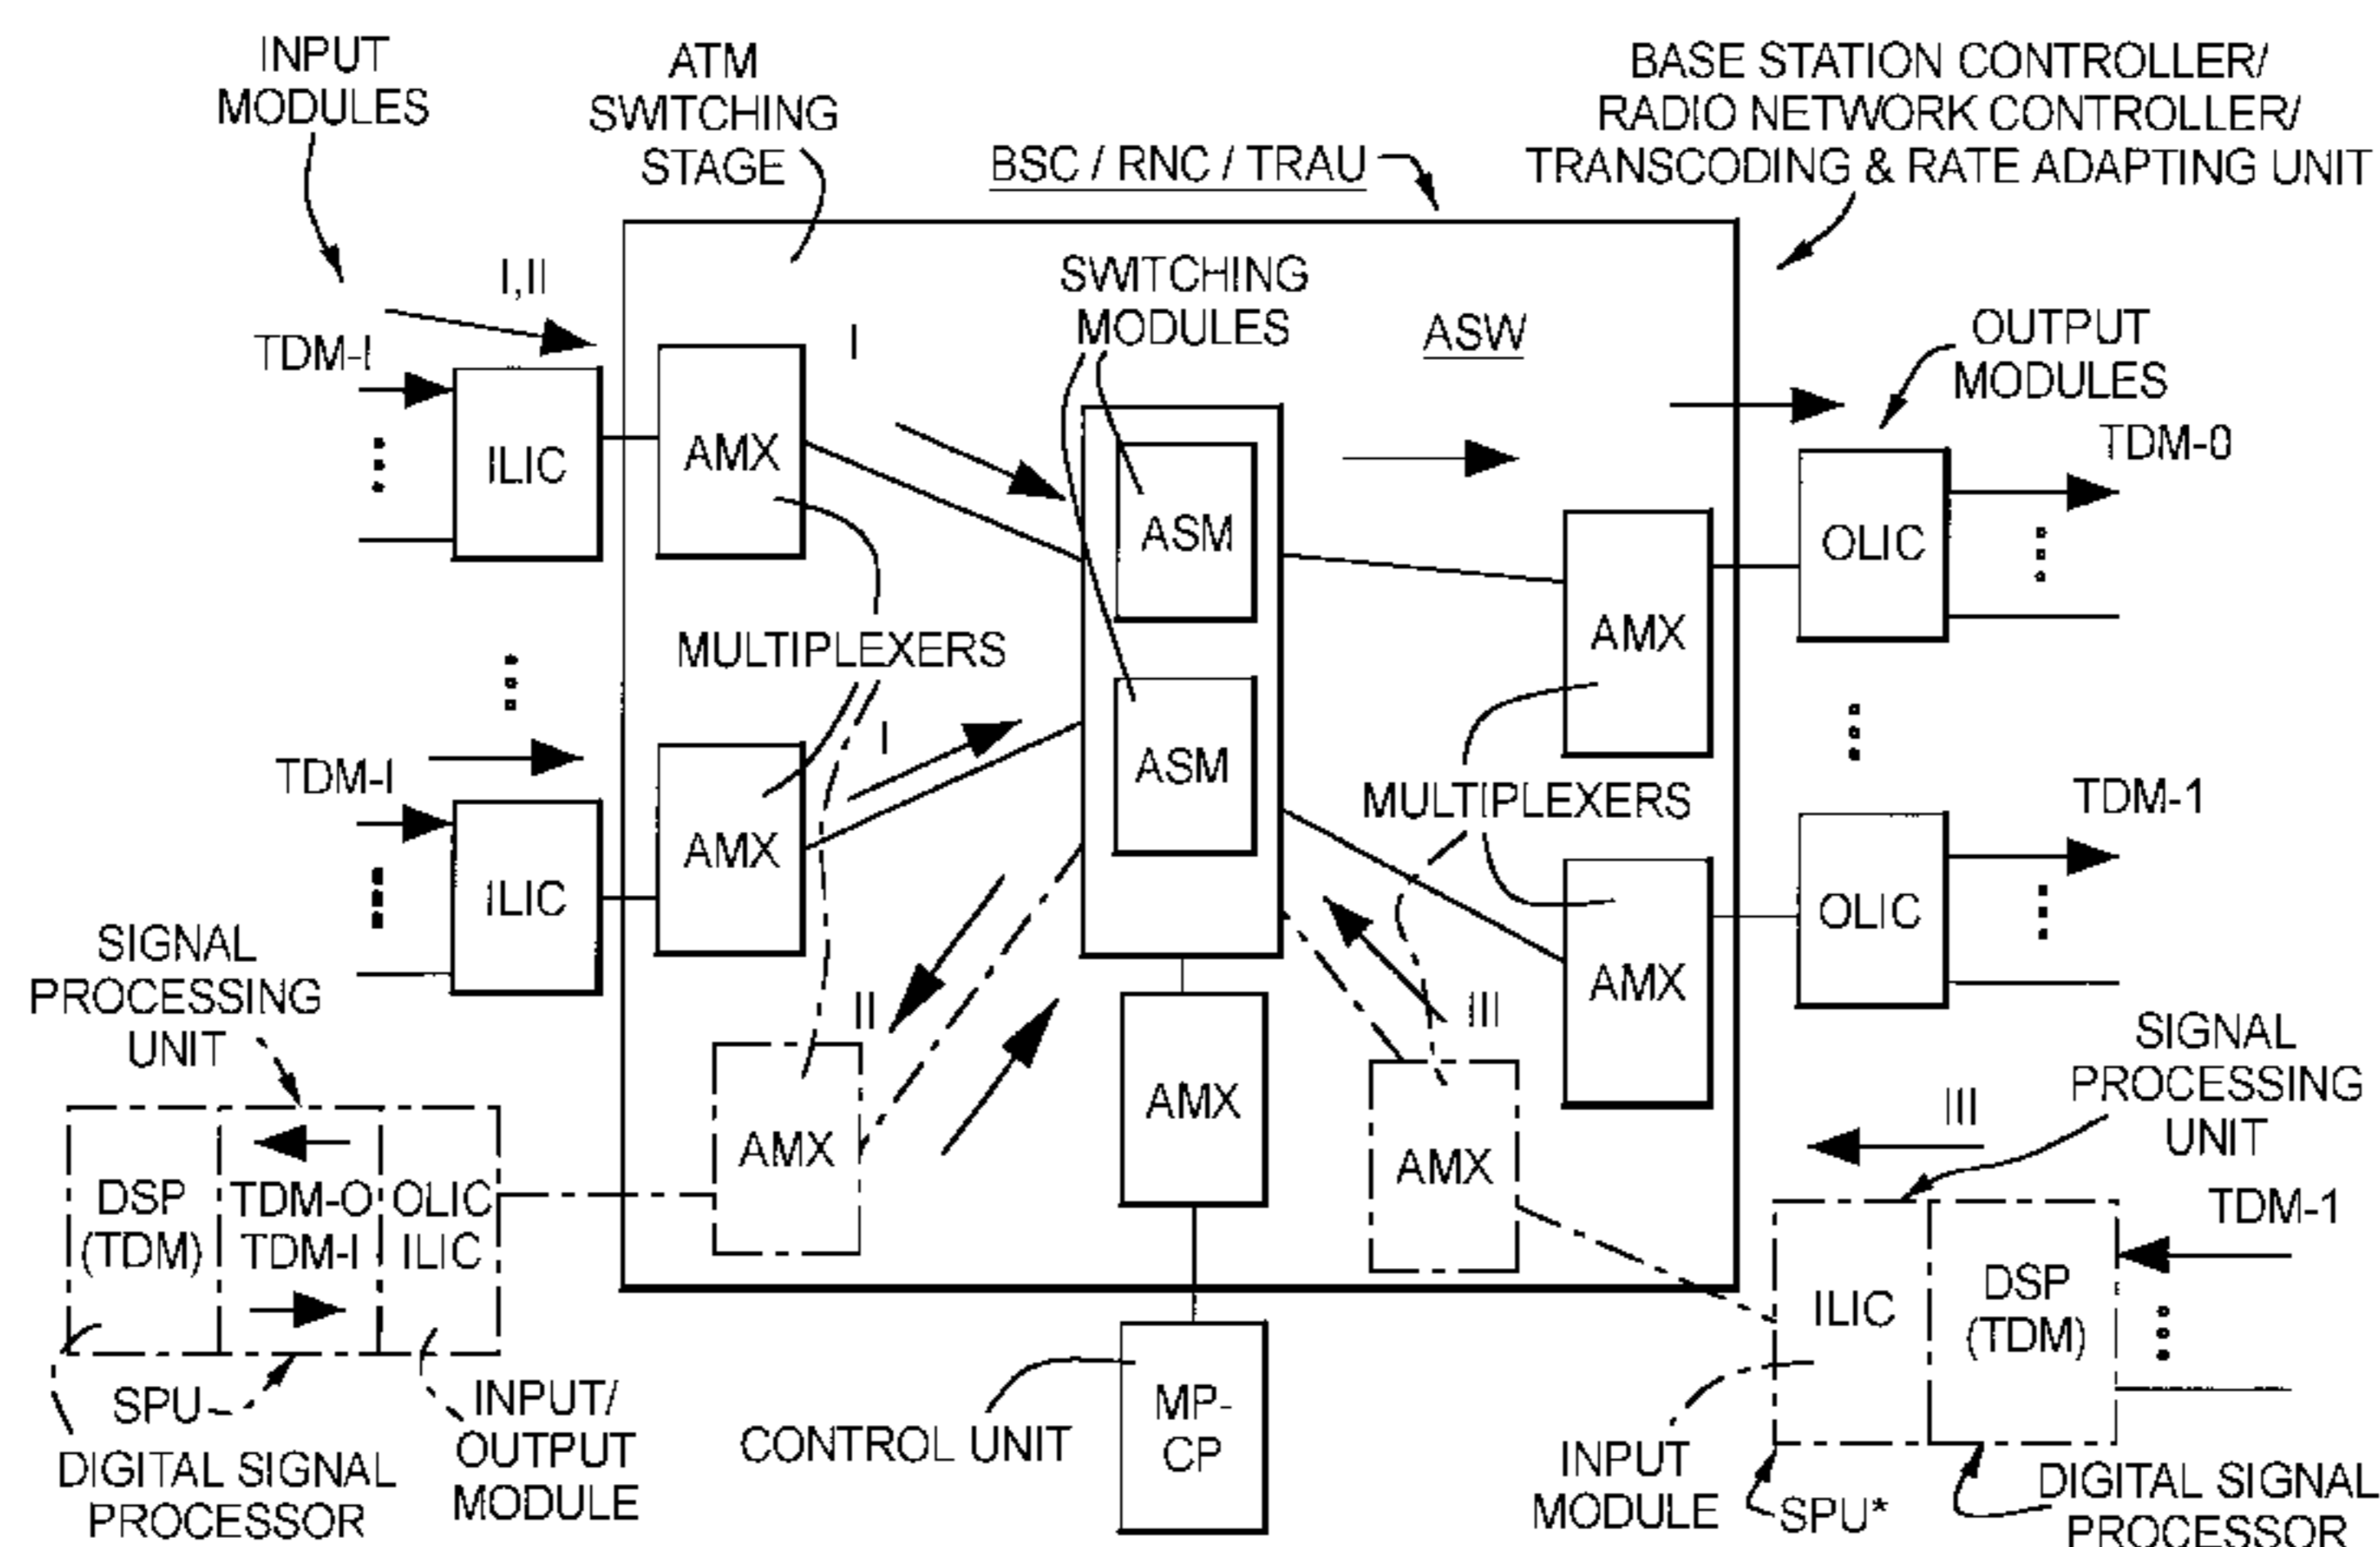 INPUT
MODULES
ATM
SWITCHING
STAGE
BSC / RNC / TRAU
BASE STATION CONTROLLER/
RADIO NETWORK CONTROLLER/
TRANSCODING & RATE ADAPTING UNIT
I,II
TDM-I
ILIC
AMX
I
SWITCHING
MODULES
ASW
OUTPUT
MODULES
TDM-0
ASM
AMX
OLIC
MULTIPLEXERS
I
TDM-I
ILIC
AMX
ASM
MULTIPLEXERS
AMX
OLIC
TDM-1
SIGNAL
PROCESSING
UNIT
II
AMX
AMX
III
AMX
SIGNAL
PROCESSING
UNIT
III
TDM-1
DSP
(TDM)
TDM-O
TDM-I
OLIC
ILIC
ILIC
DSP
(TDM)
SPU
DIGITAL SIGNAL
PROCESSOR
INPUT/
OUTPUT
MODULE
CONTROL UNIT
MP-
CP
INPUT
MODULE
SPU*
DIGITAL SIGNAL
PROCESSOR